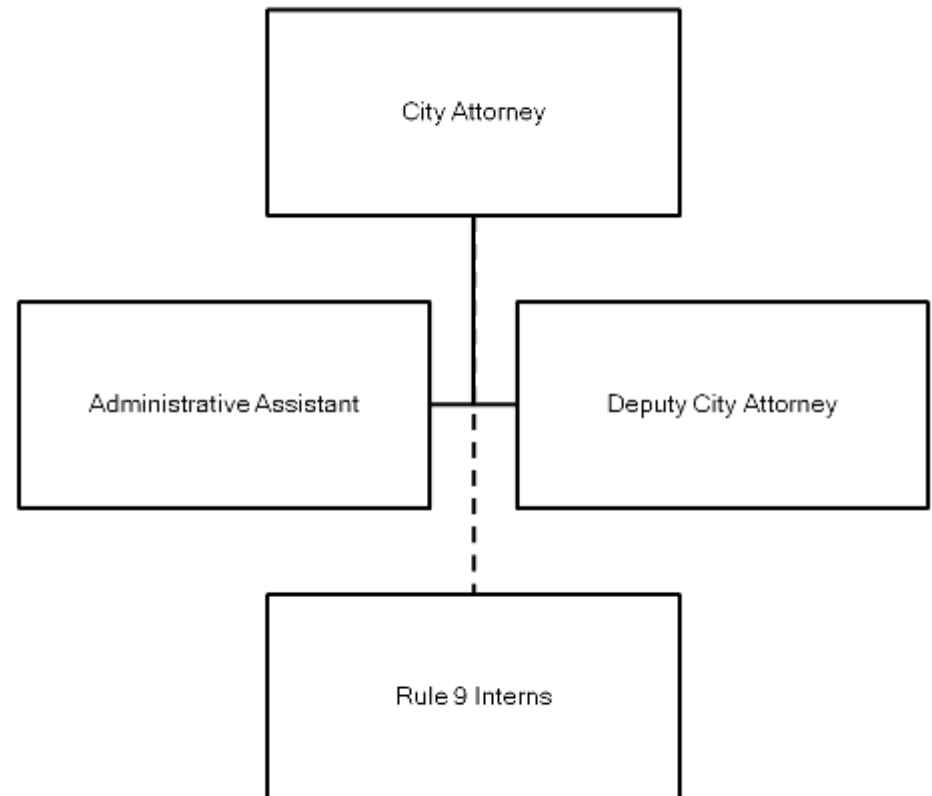 City Attorney
Administrative Assistant
Deputy City Attorney
Rule 9 Interns